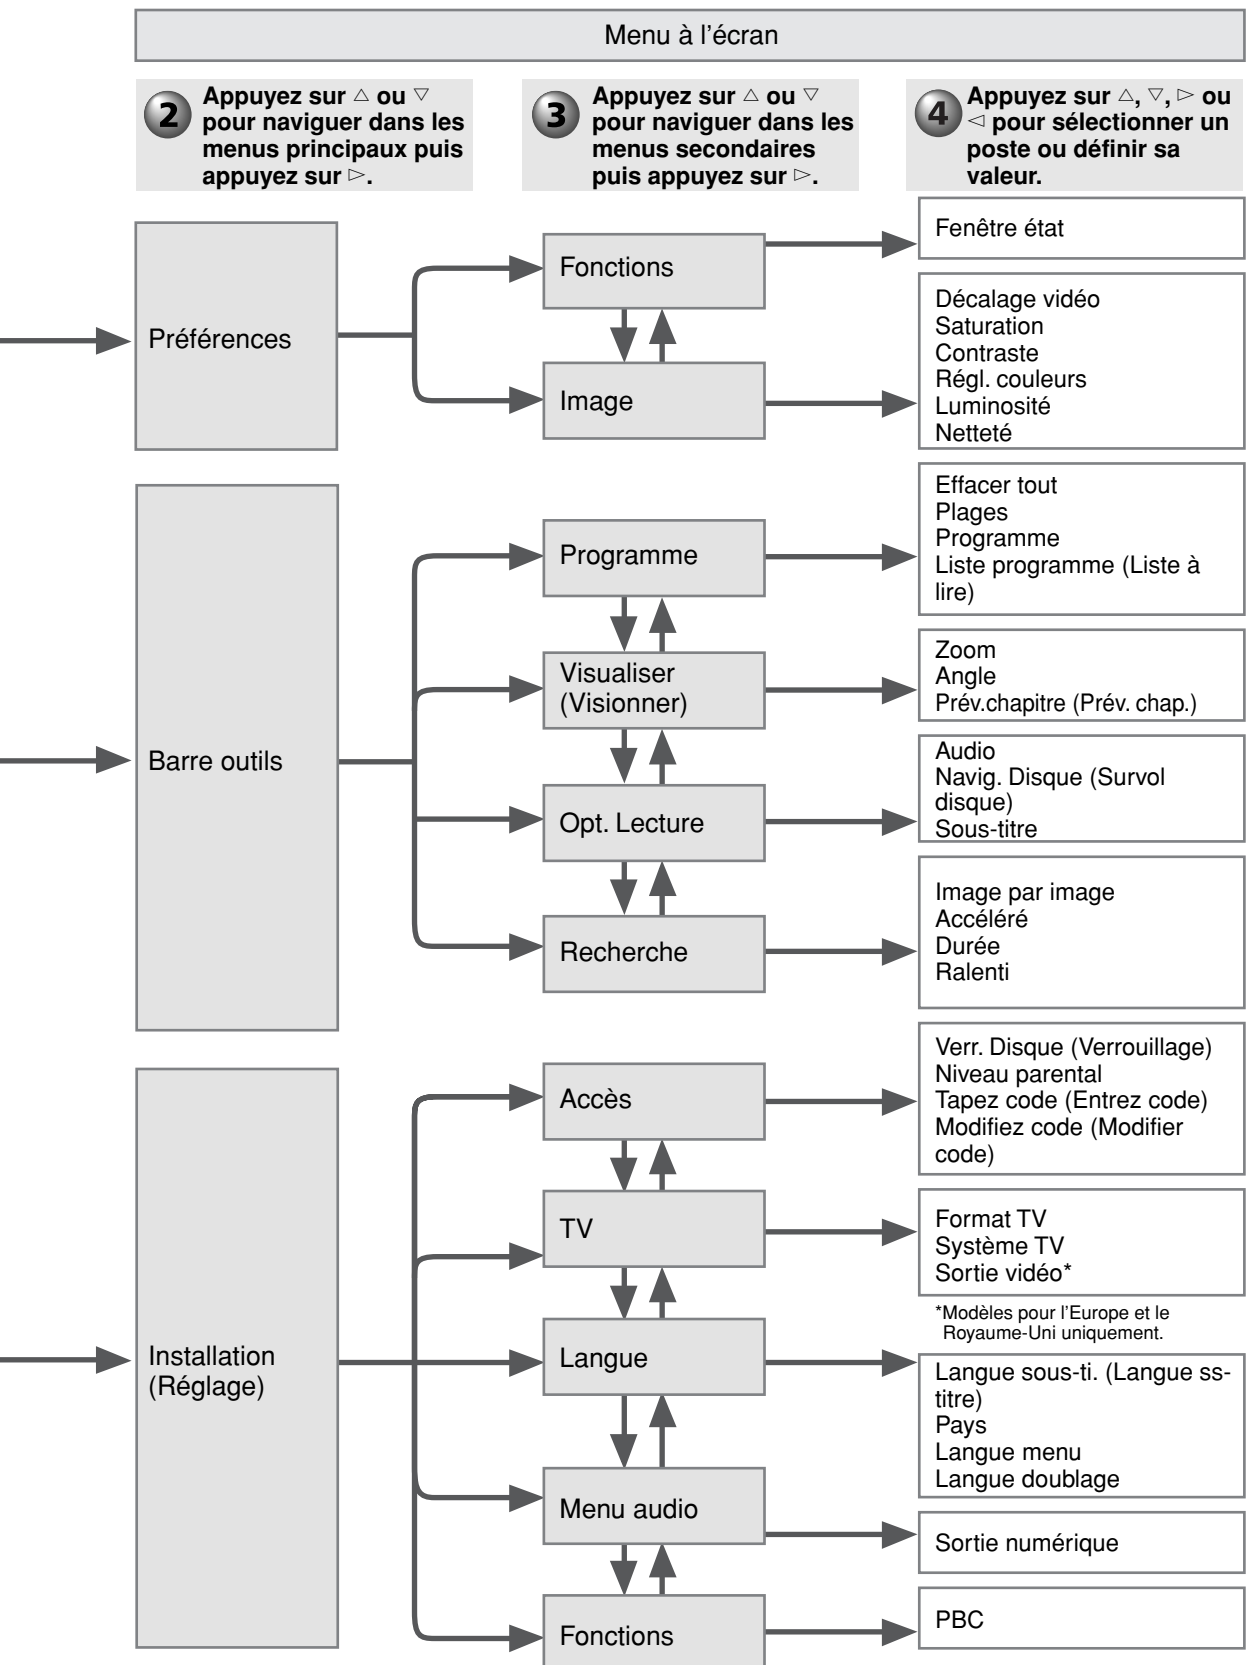 Menu à l'écran
2 Appuyez sur △ ou ▽
pour naviguer dans les
menus principaux puis
appuyez sur ▷.
3 Appuyez sur △ ou ▽
pour naviguer dans les
menus secondaires
puis appuyez sur ▷.
4 Appuyez sur △, ▽, ▷ ou
◁ pour sélectionner un
poste ou définir sa
valeur.
Préférences
Fonctions
Fenêtre état
Image
Décalage vidéo
Saturation
Contraste
Régl. couleurs
Luminosité
Netteté
Barre outils
Programme
Effacer tout
Plages
Programme
Liste programme (Liste à
lire)
Visualiser
(Visionner)
Zoom
Angle
Prév.chapitre (Prév. chap.)
Opt. Lecture
Audio
Navig. Disque (Survol
disque)
Sous-titre
Recherche
Image par image
Accéléré
Durée
Ralenti
Installation
(Réglage)
Accès
Verr. Disque (Verrouillage)
Niveau parental
Tapez code (Entrez code)
Modifiez code (Modifier
code)
TV
Format TV
Système TV
Sortie vidéo*
*Modèles pour l'Europe et le
Royaume-Uni uniquement.
Langue
Langue sous-ti. (Langue ss-
titre)
Pays
Langue menu
Langue doublage
Menu audio
Sortie numérique
Fonctions
PBC